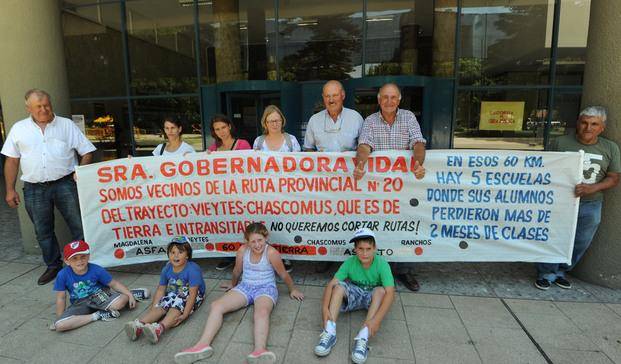 SRA. GOBERNADORA VIDAL
SOMOS VECINOS DE LA RUTA PROVINCIAL Nº 20
DEL TRAYECTO·VIEYTES·CHASCOMUS, QUE ES DE
TIERRA E INTRANSITABLE NO QUEREMOS CORTAR RUTAS!
MAGDALENA VIEYTES CHASCOMUS RANCHOS
60 TIERRA
EN ESOS 60 KM.
HAY 5 ESCUELAS
DONDE SUS ALUMNOS
PERDIERON MAS DE
2 MESES DE CLASES
5